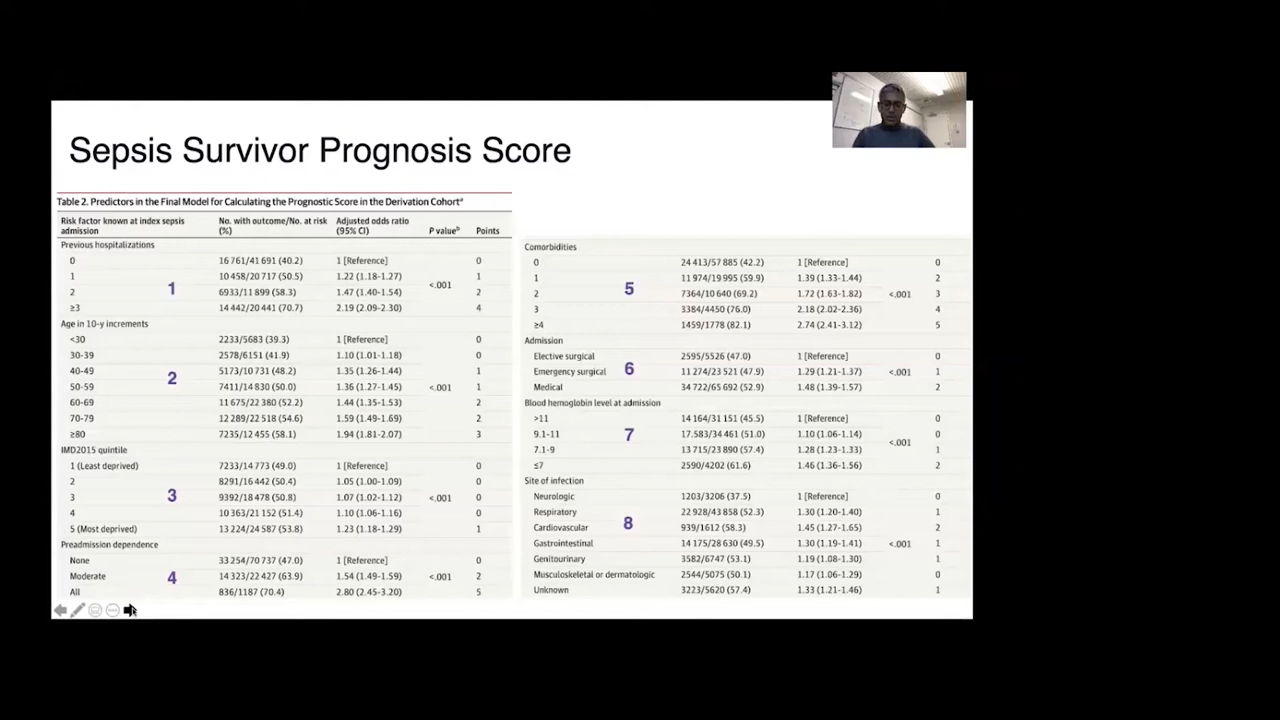 Sepsis Survivor Prognosis Score
Table 2. Predictors in the Final Model for Calculating the Prognostic Score in the Derivation Cohortᵃ
Risk factor known at index sepsis admission No. with outcome/No. at risk (%) Adjusted odds ratio (95% CI) P valueᵇ Points
Previous hospitalizations
0 16 761/41 691 (40.2) 1 [Reference] 0
1 10 458/20 717 (50.5) 1.22 (1.18-1.27) 1
1 <.001
2 6933/11 899 (58.3) 1.47 (1.40-1.54) 2
≥3 14 442/20 441 (70.7) 2.19 (2.09-2.30) 4
Age in 10-y increments
<30 2233/5683 (39.3) 1 [Reference] 0
30-39 2578/6151 (41.9) 1.10 (1.01-1.18) 0
40-49 5173/10 731 (48.2) 1.35 (1.26-1.44) 1
2
50-59 7411/14 830 (50.0) 1.36 (1.27-1.45) <.001 1
60-69 11 675/22 380 (52.2) 1.44 (1.35-1.53) 2
70-79 12 289/22 518 (54.6) 1.59 (1.49-1.69) 2
≥80 7235/12 455 (58.1) 1.94 (1.81-2.07) 3
IMD2015 quintile
1 (Least deprived) 7233/14 773 (49.0) 1 [Reference] 0
2 8291/16 442 (50.4) 1.05 (1.00-1.09) 0
3 3 9392/18 478 (50.8) 1.07 (1.02-1.12) <.001 0
4 10 363/21 152 (51.4) 1.10 (1.06-1.16) 0
5 (Most deprived) 13 224/24 587 (53.8) 1.23 (1.18-1.29) 1
Preadmission dependence
None 33 254/70 737 (47.0) 1 [Reference] 0
Moderate 4 14 323/22 427 (63.9) 1.54 (1.49-1.59) <.001 2
All 836/1187 (70.4) 2.80 (2.45-3.20) 5
Comorbidities
0 24 413/57 885 (42.2) 1 [Reference] 0
1 11 974/19 995 (59.9) 1.39 (1.33-1.44) 2
2 5 7364/10 640 (69.2) 1.72 (1.63-1.82) <.001 3
3 3384/4450 (76.0) 2.18 (2.02-2.36) 4
≥4 1459/1778 (82.1) 2.74 (2.41-3.12) 5
Admission
Elective surgical 2595/5526 (47.0) 1 [Reference] 0
Emergency surgical 6 11 274/23 521 (47.9) 1.29 (1.21-1.37) <.001 1
Medical 34 722/65 692 (52.9) 1.48 (1.39-1.57) 2
Blood hemoglobin level at admission
>11 14 164/31 151 (45.5) 1 [Reference] 0
9.1-11 7 17.583/34 461 (51.0) 1.10 (1.06-1.14) <.001 0
7.1-9 13 715/23 890 (57.4) 1.28 (1.23-1.33) 1
≤7 2590/4202 (61.6) 1.46 (1.36-1.56) 2
Site of infection
Neurologic 1203/3206 (37.5) 1 [Reference] 0
Respiratory 22 928/43 858 (52.3) 1.30 (1.20-1.40) 1
Cardiovascular 8 939/1612 (58.3) 1.45 (1.27-1.65) 2
Gastrointestinal 14 175/28 630 (49.5) 1.30 (1.19-1.41) <.001 1
Genitourinary 3582/6747 (53.1) 1.19 (1.08-1.30) 1
Musculoskeletal or dermatologic 2544/5075 (50.1) 1.17 (1.06-1.29) 0
Unknown 3223/5620 (57.4) 1.33 (1.21-1.46) 1